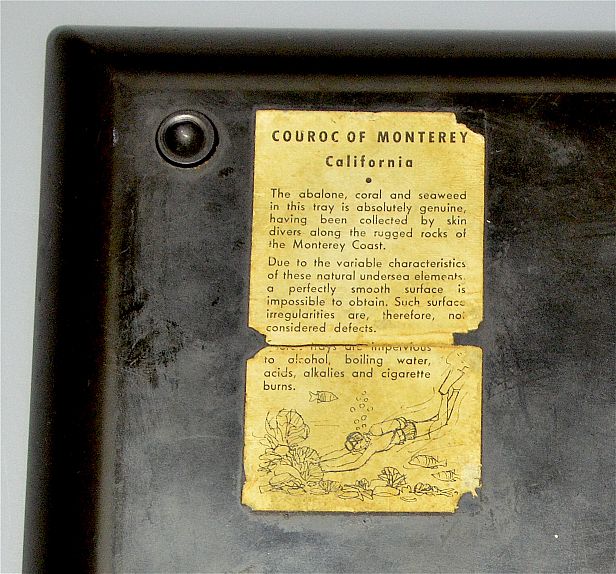 COUROC OF MONTEREY
California
The abalone, coral and seaweed
in this tray is absolutely genuine,
having been collected by skin
divers along the rugged rocks of
the Monterey Coast.
Due to the variable characteristics
of these natural undersea elements,
a perfectly smooth surface is
impossible to obtain. Such surface
irregularities are, therefore, not
considered defects.
trays are impervious
to alcohol, boiling water,
acids, alkalies and cigarette
burns.